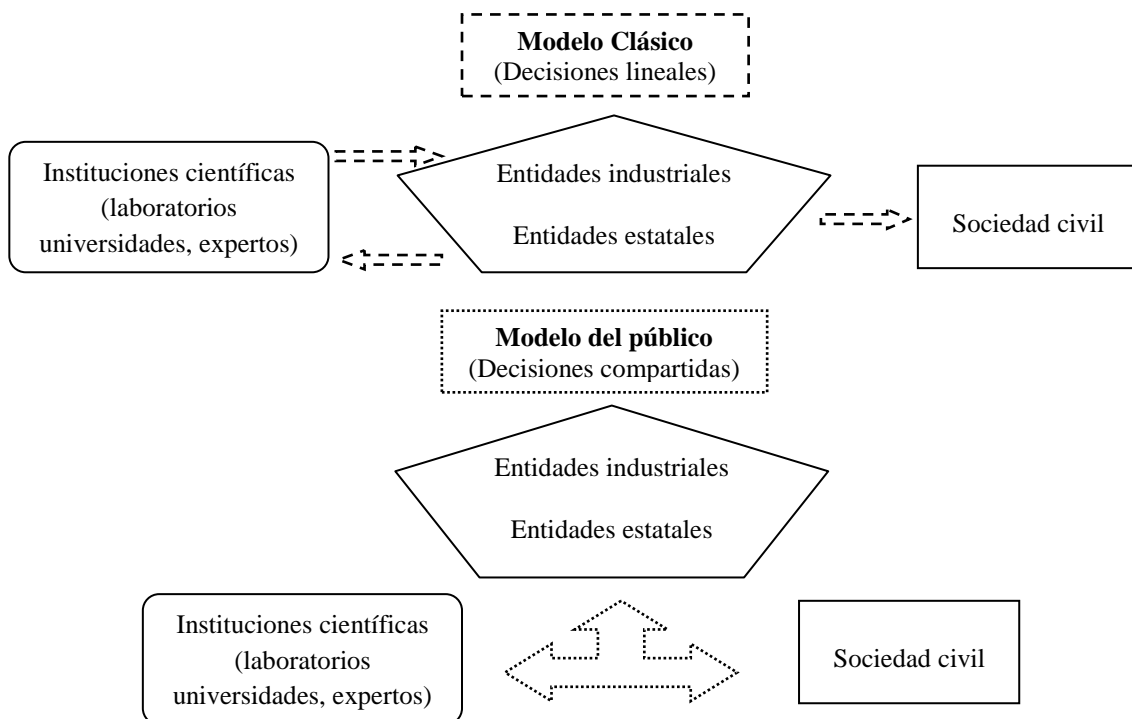 Modelo Clásico
(Decisiones lineales)
Instituciones científicas
(laboratorios
universidades, expertos)
Entidades industriales
Entidades estatales
Sociedad civil
Modelo del público
(Decisiones compartidas)
Entidades industriales
Entidades estatales
Instituciones científicas
(laboratorios
universidades, expertos)
Sociedad civil